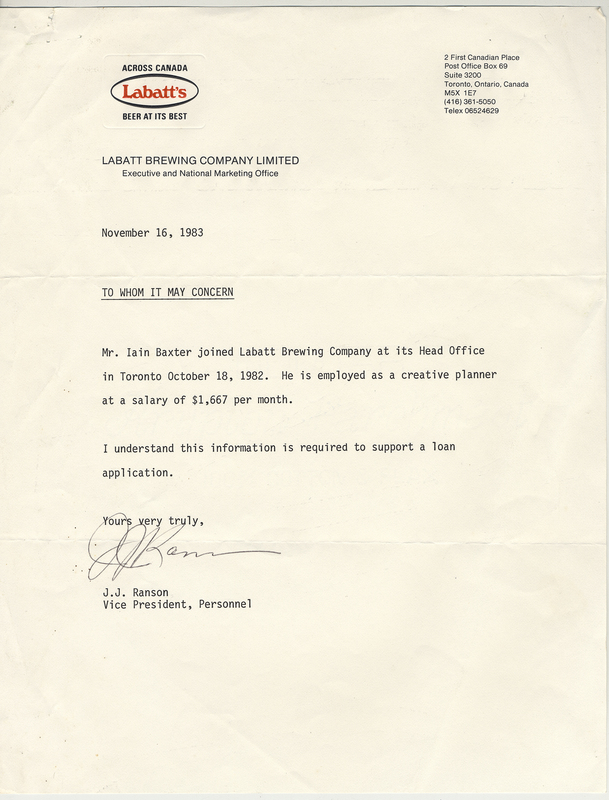 ACROSS CANADA
Labatt's
BEER AT ITS BEST
2 First Canadian Place
Post Office Box 69
Suite 3200
Toronto, Ontario, Canada
M5X 1E7
(416) 361-5050
Telex 06524629
LABATT BREWING COMPANY LIMITED
Executive and National Marketing Office
November 16, 1983
TO WHOM IT MAY CONCERN
Mr. Iain Baxter joined Labatt Brewing Company at its Head Office
in Toronto October 18, 1982. He is employed as a creative planner
at a salary of $1,667 per month.
I understand this information is required to support a loan
application.
Yours very truly,
JJRanson
J.J. Ranson
Vice President, Personnel